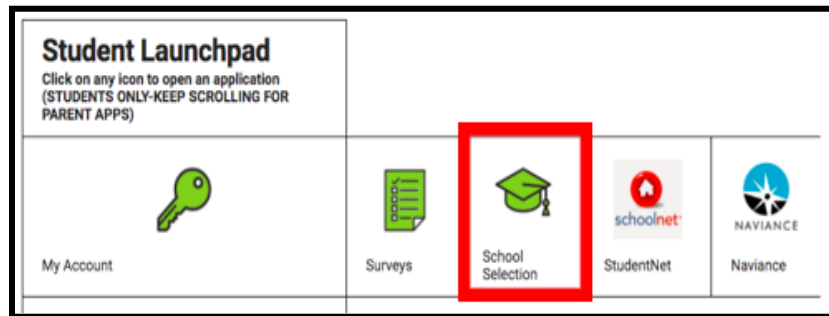 Student Launchpad
Click on any icon to open an application
(STUDENTS ONLY-KEEP SCROLLING FOR
PARENT APPS)
schoolnet
NAVIANCE
My Account
Surveys
School
Selection
StudentNet
Naviance